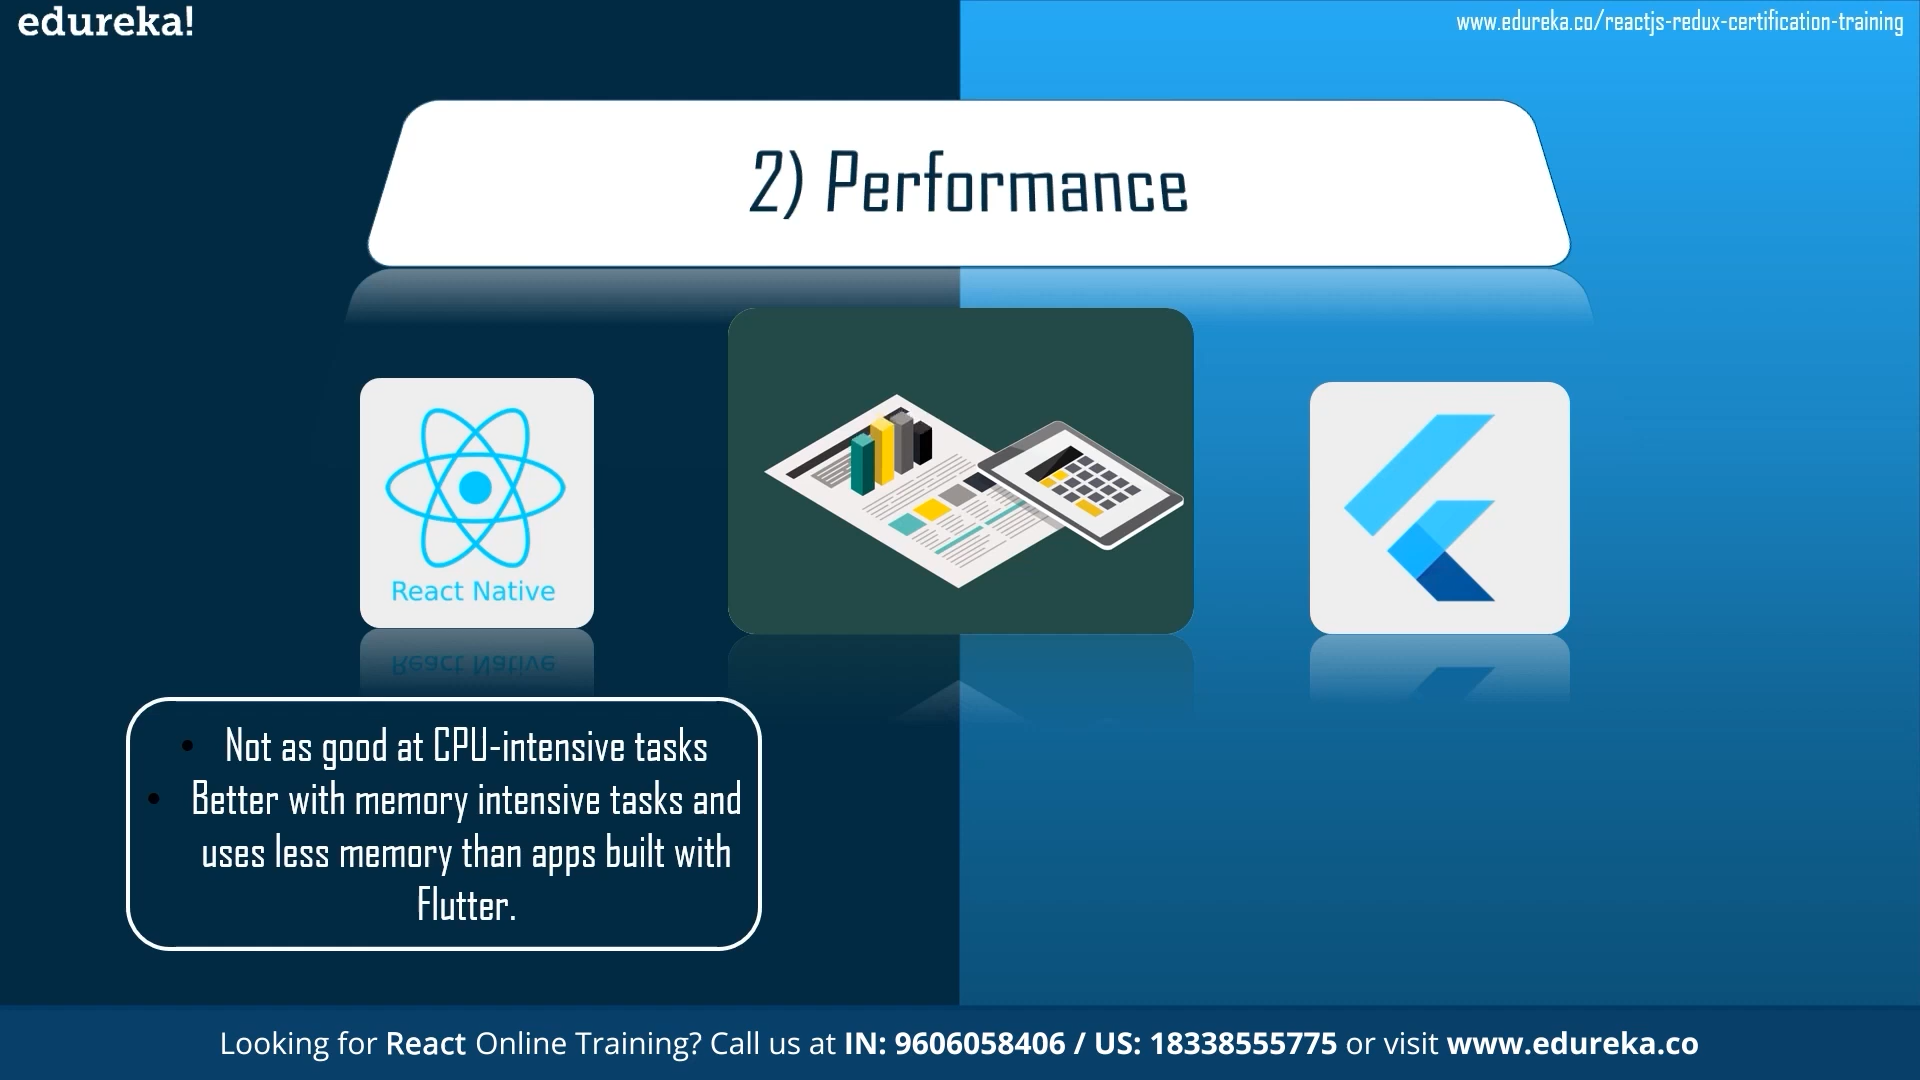 edureka!
www.edureka.co/reactjs-redux-certification-training
2) Performance
React Native
• Not as good at CPU-intensive tasks
• Better with memory intensive tasks and
uses less memory than apps built with
Flutter.
Looking for React Online Training? Call us at IN: 9606058406 / US: 18338555775 or visit www.edureka.co